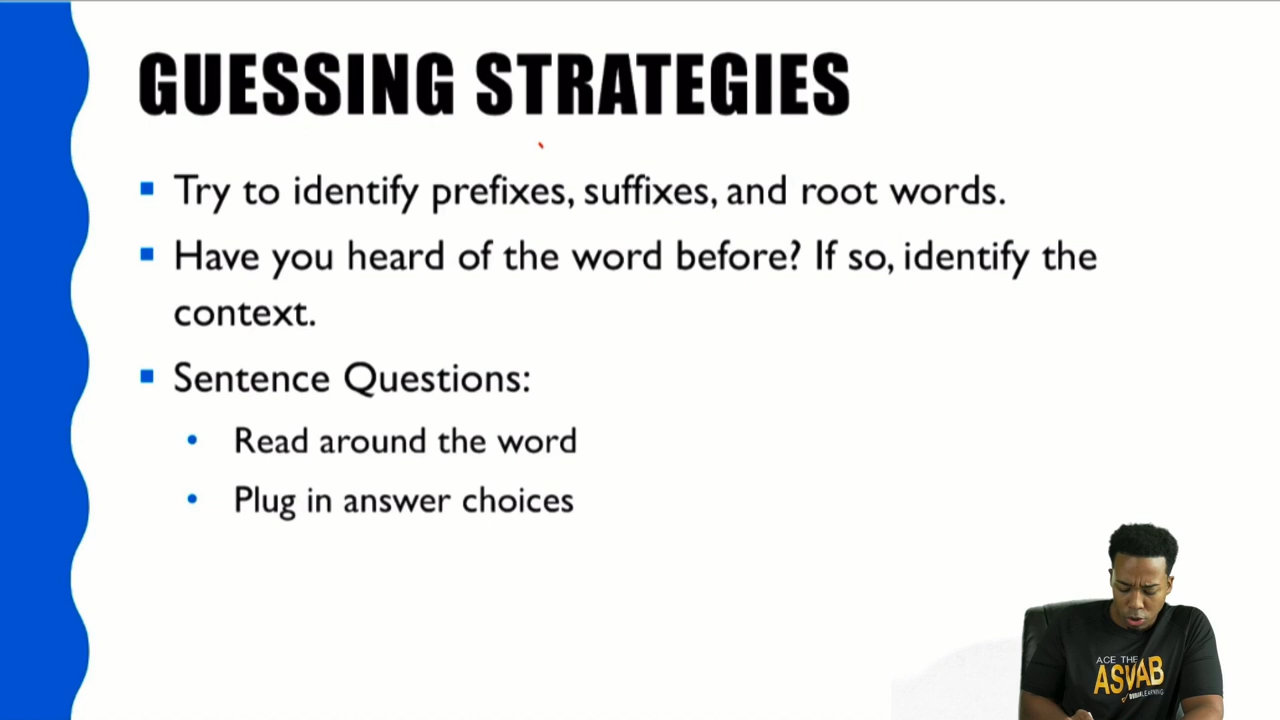 GUESSING STRATEGIES
Try to identify prefixes, suffixes, and root words.
Have you heard of the word before? If so, identify the
context.
Sentence Questions:
Read around the word
Plug in answer choices
ACE THE
ASVAB
LEARNING